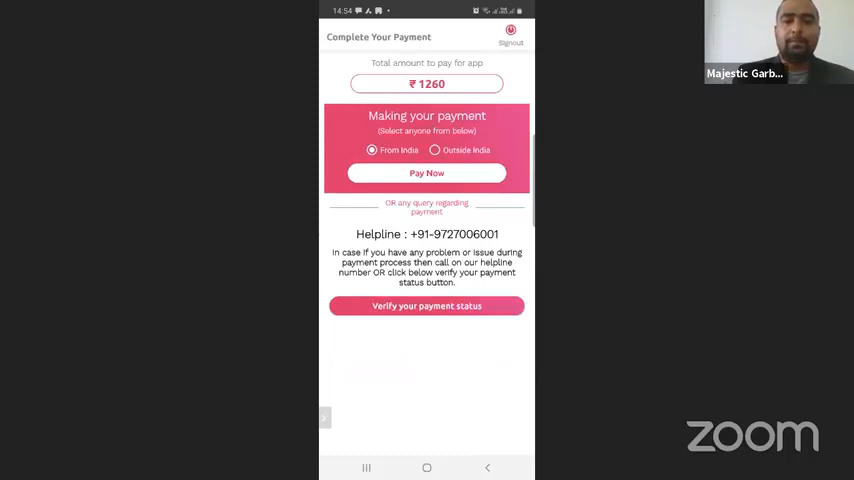 14:54
Complete Your Payment
Signout
Total amount to pay for app
₹ 1260
Making your payment
(Select anyone from below)
From India
Outside India
Pay Now
OR any query regarding
payment
Helpline : +91-9727006001
In case if you have any problem or issue during
payment process then call on our helpline
number OR click below verify your payment
status button.
Verify your payment status
Majestic Garb...
zoom